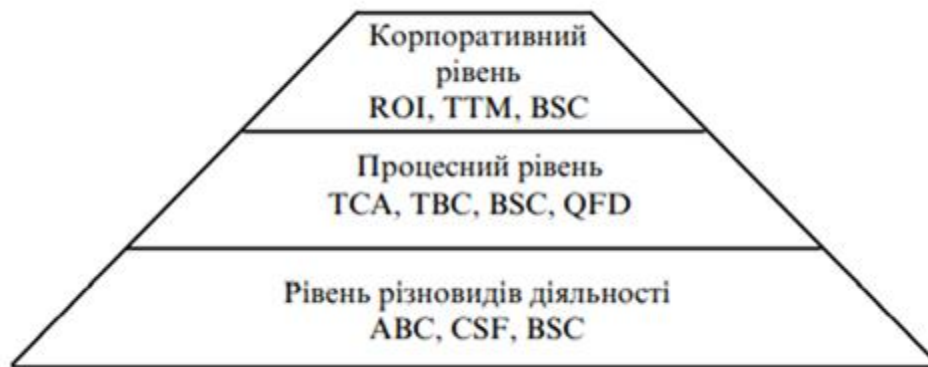 Корпоративний
рівень
ROI, TTM, BSC
Процесний рівень
TCA, TBC, BSC, QFD
Рівень різновидів діяльності
ABC, CSF, BSC